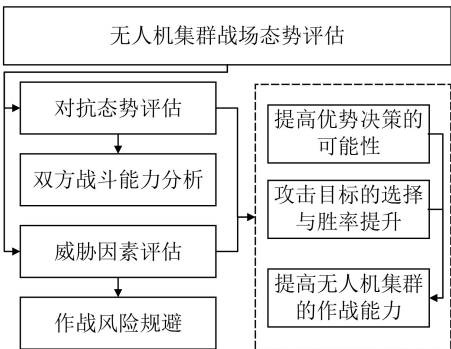 无人机集群战场态势评估
对抗态势评估
双方战斗能力分析
威胁因素评估
作战风险规避
提高优势决策的
可能性
攻击目标的选择
与胜率提升
提高无人机集群
的作战能力